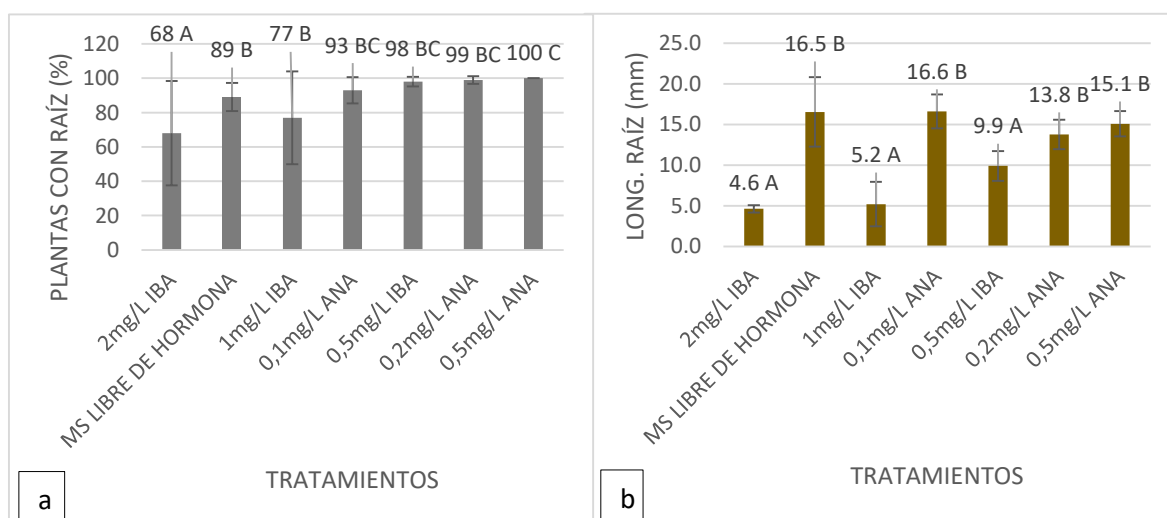 PLANTAS CON RAÍZ (%)
120
100
80
60
40
20
0
68 A
89 B
77 B
93 BC
98 BC
99 BC
100 C
2mg/L IBA
MS LIBRE DE HORMONA
1mg/L IBA
0,1mg/L ANA
0,5mg/L IBA
0,2mg/L ANA
0,5mg/L ANA
TRATAMIENTOS
a
LONG. RAÍZ (mm)
25.0
20.0
15.0
10.0
5.0
0.0
4.6 A
16.5 B
5.2 A
16.6 B
9.9 A
13.8 B
15.1 B
2mg/L IBA
MS LIBRE DE HORMONA
1mg/L IBA
0,1mg/L ANA
0,5mg/L IBA
0,2mg/L ANA
0,5mg/L ANA
TRATAMIENTOS
b